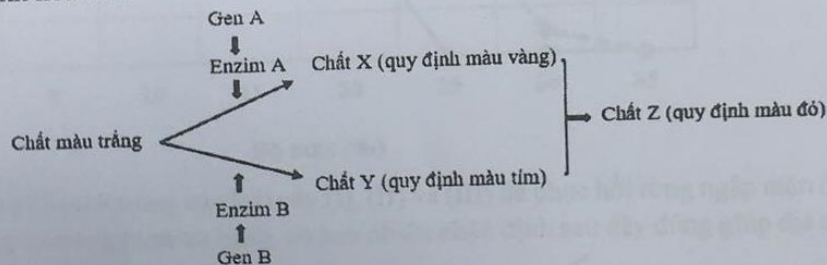 Gen A
Enzim A
Chất X (quy định màu vàng)
Chất Z (quy định màu đỏ)
Chất màu trắng
Chất Y (quy định màu tím)
Enzim B
Gen B